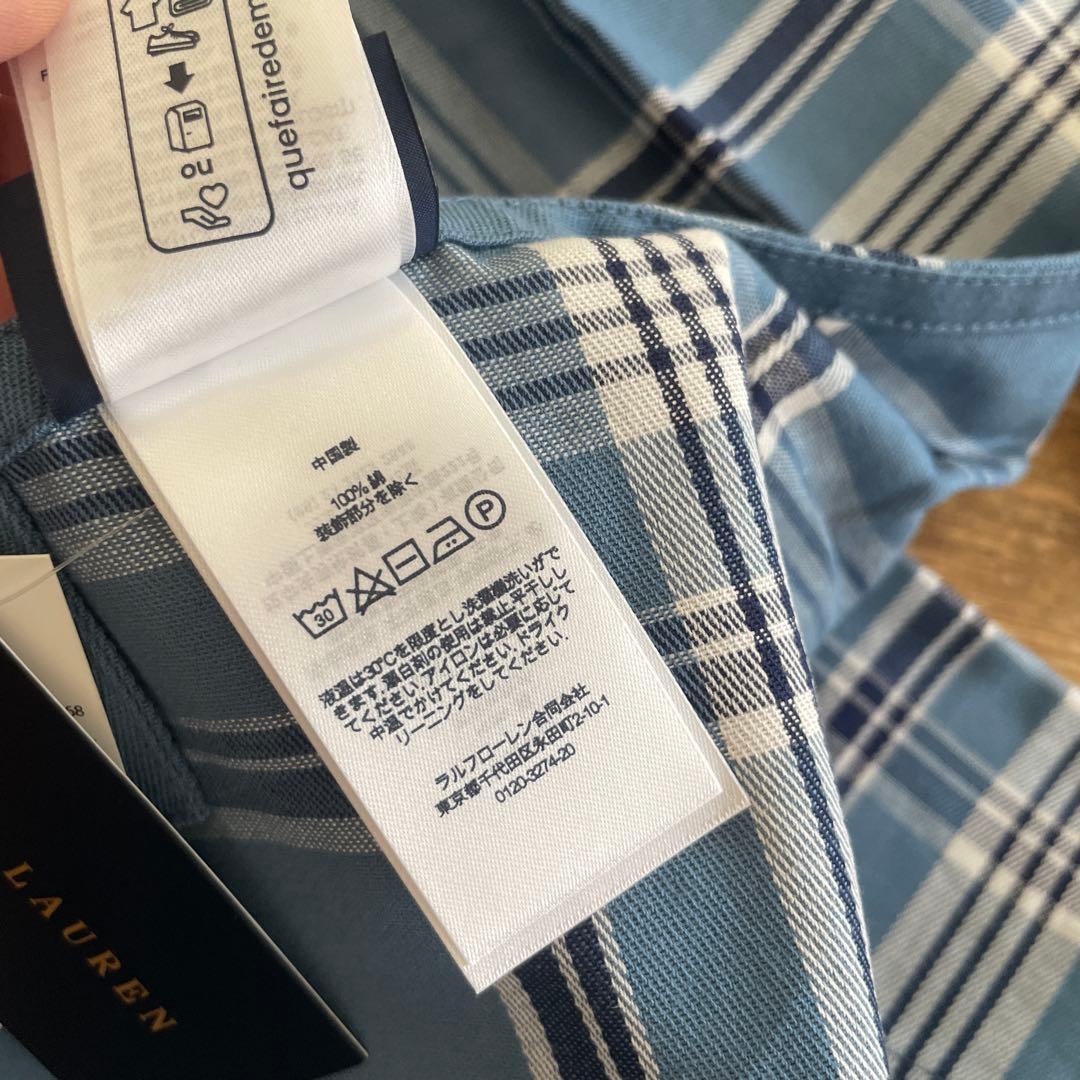 quefairedem
中国製
100% 綿
装飾部分を除く
P
30
液温は30℃を限度とし洗濯機洗いがで
きます. 漂白剤の使用は禁止. 平干しし
てください. アイロンは必要に応じて
中温でかけてください. ドライク
リーニングをしてください.
ラルフローレン合同会社
東京都千代田区永田町2-10-1
0120-3274-20
LAUREN